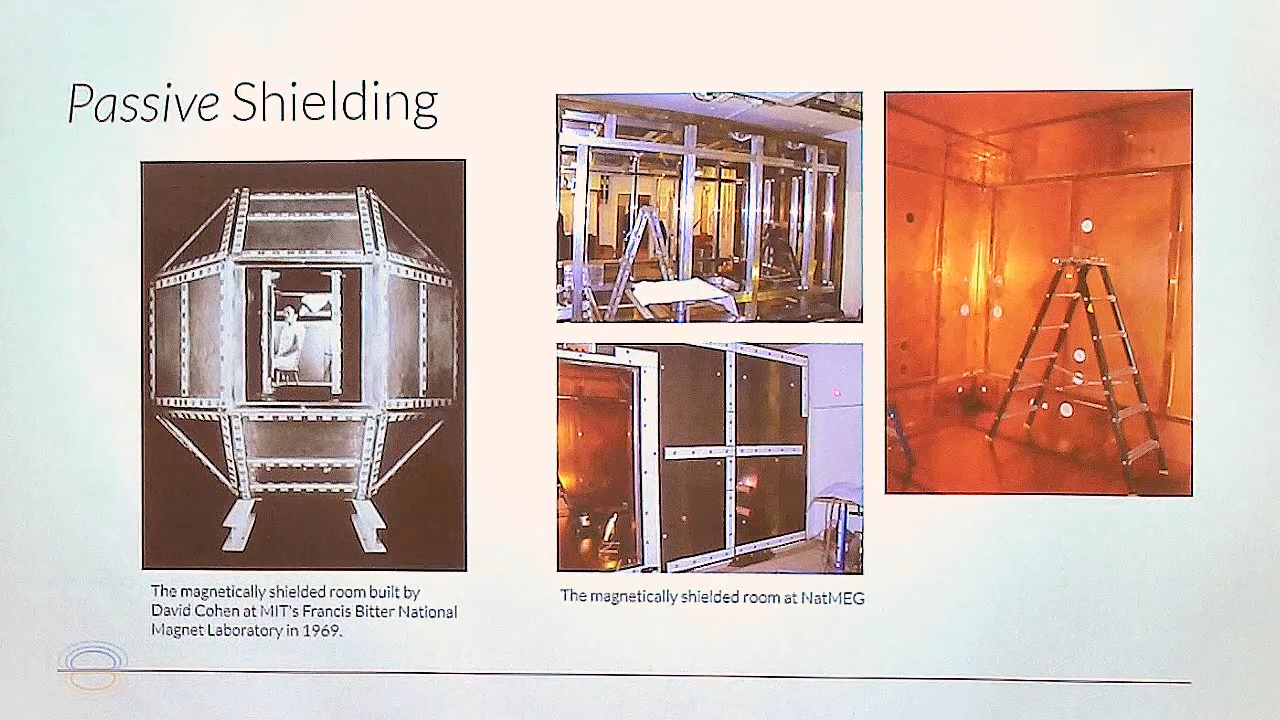 Passive Shielding
The magnetically shielded room built by
David Cohen at MIT's Francis Bitter National
Magnet Laboratory in 1969.
The magnetically shielded room at NatMEG